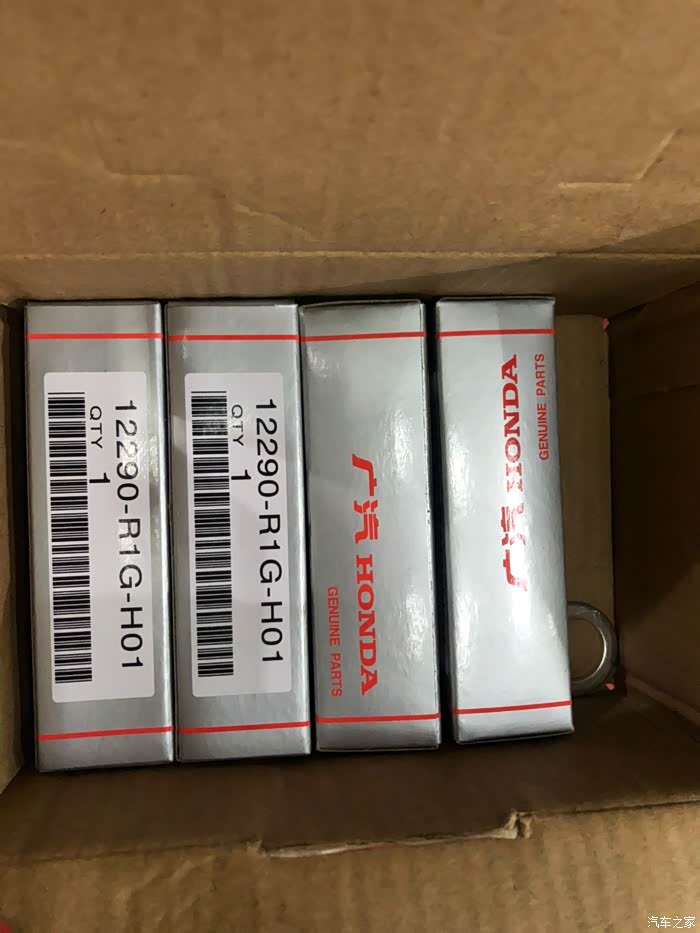 12290-R1G-H01
QTY 1
12290-R1G-H01
QTY 1
广汽 HONDA
GENUINE PARTS
广汽 HONDA
GENUINE PARTS
汽车之家